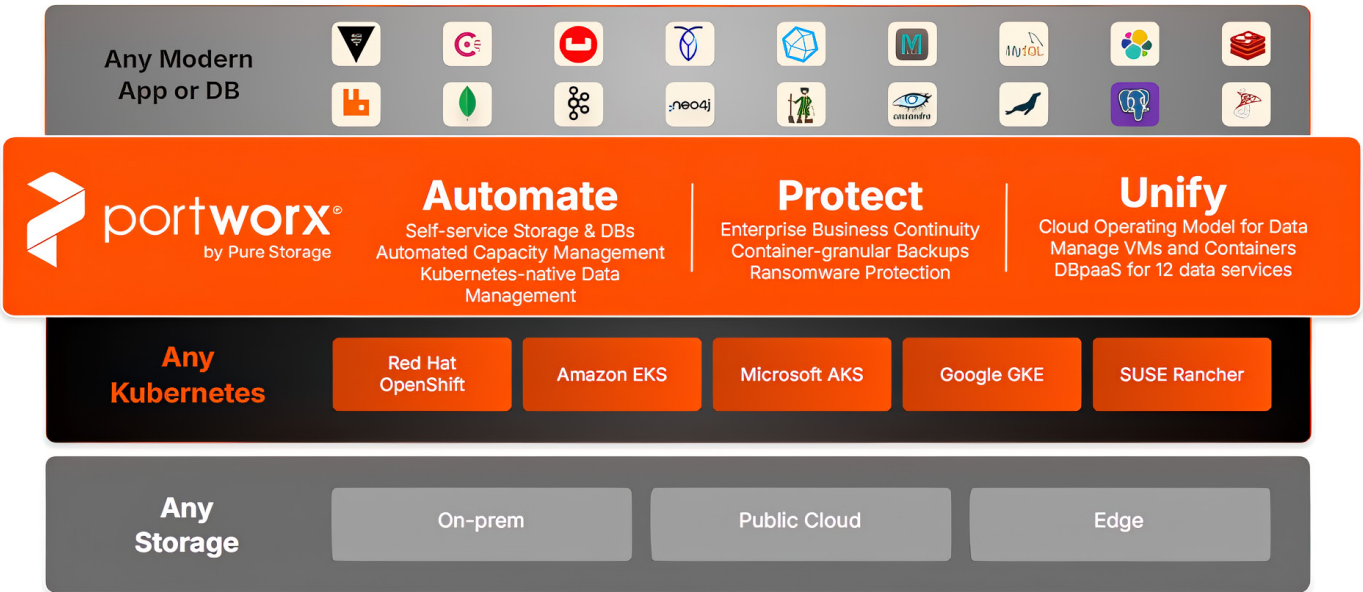 Any Modern
App or DB
:neo4j
cassandra
portworx®
by Pure Storage
Automate
Self-service Storage & DBs
Automated Capacity Management
Kubernetes-native Data
Management
Protect
Enterprise Business Continuity
Container-granular Backups
Ransomware Protection
Unify
Cloud Operating Model for Data
Manage VMs and Containers
DBpaaS for 12 data services
Any
Kubernetes
Red Hat
OpenShift
Amazon EKS
Microsoft AKS
Google GKE
SUSE Rancher
Any
Storage
On-prem
Public Cloud
Edge